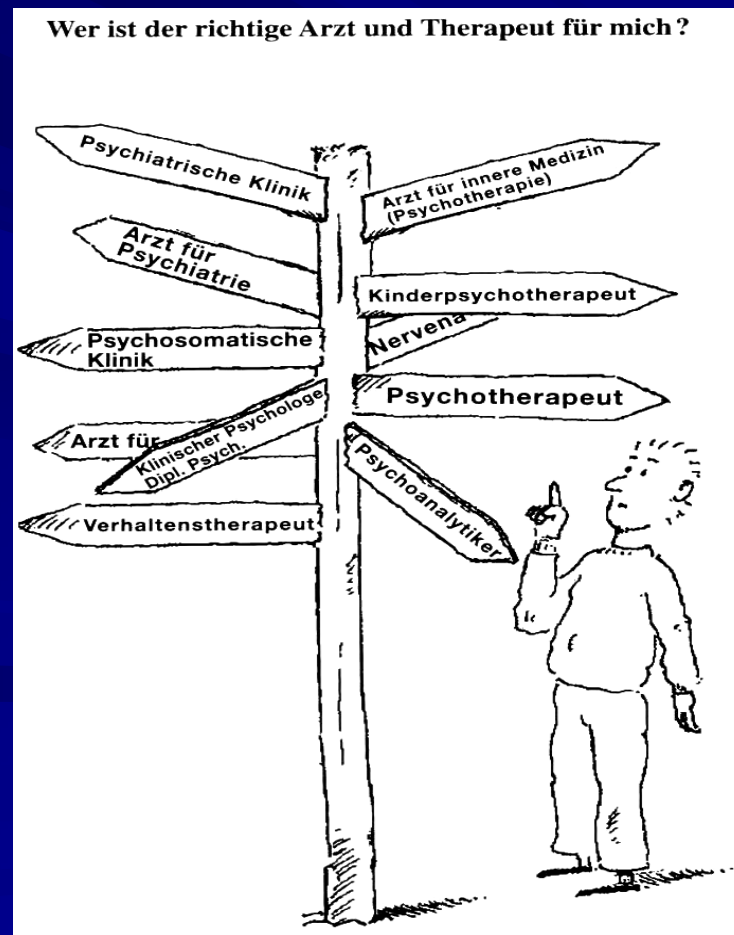 Wer ist der richtige Arzt und Therapeut für mich?
Psychiatrische Klinik
Arzt für innere Medizin
(Psychotherapie)
Arzt für
Psychiatrie
Kinderpsychotherapeut
Nervena
Psychosomatische
Klinik
Psychotherapeut
Klinischer Psychologe
Dipl. Psych.
Arzt für
Psychoanalytiker
Verhaltenstherapeut